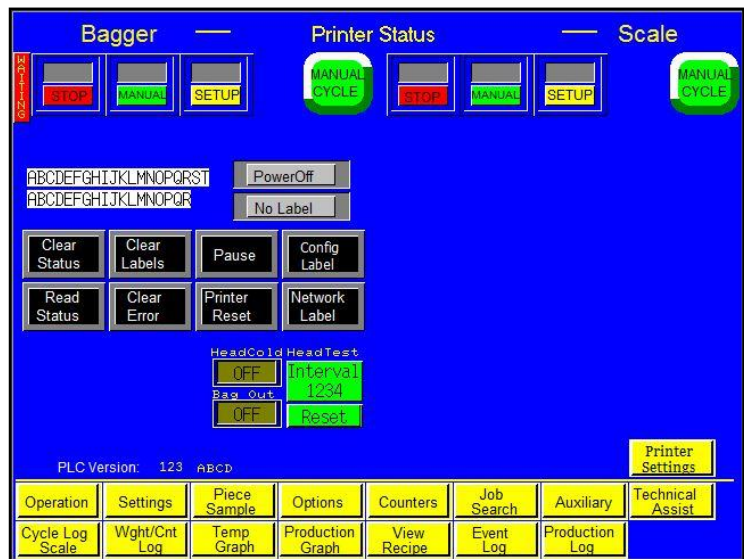 Bagger — Printer Status — Scale
WAITING
STOP MANUAL SETUP MANUAL CYCLE STOP MANUAL SETUP MANUAL CYCLE
ABCDEFGHIJKLMNOPQRST PowerOff
ABCDEFGHIJKLMNOPQR No Label
Clear Status
Clear Labels
Pause
Config Label
Read Status
Clear Error
Printer Reset
Network Label
HeadCold HeadTest
OFF Interval
1234
Bag Out
OFF Reset
Printer
Settings
PLC Version: 123 ABCD
Operation
Settings
Piece Sample
Options
Counters
Job Search
Auxiliary
Technical Assist
Cycle Log Scale
Wght/Cnt Log
Temp Graph
Production Graph
View Recipe
Event Log
Production Log